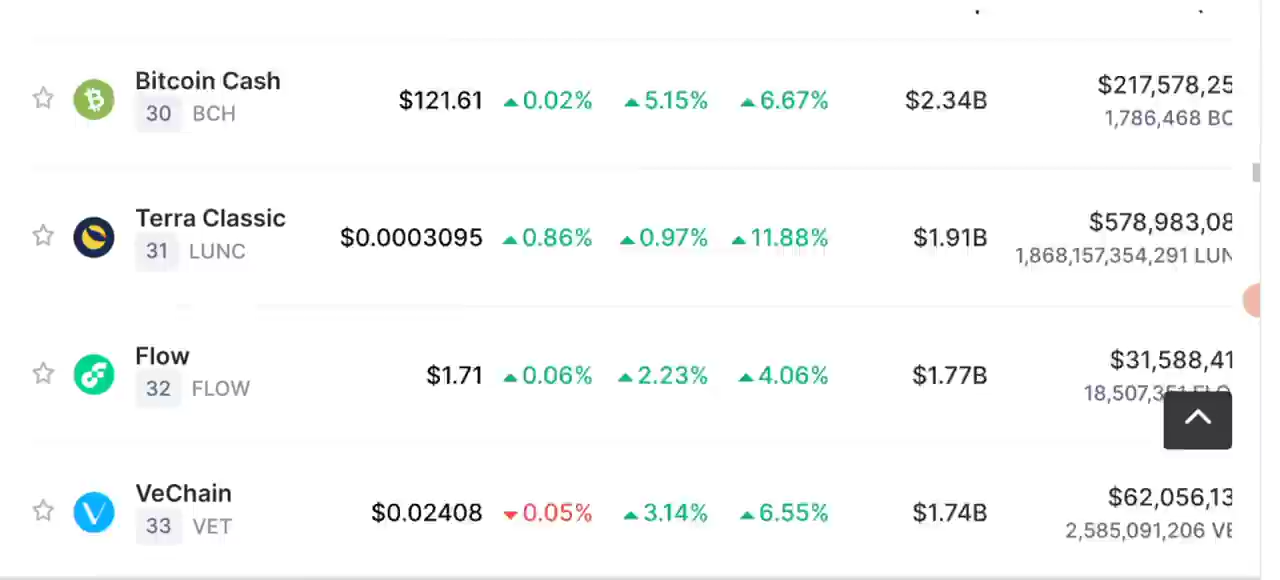 Bitcoin Cash
30 BCH
$121.61 0.02% 5.15% 6.67% $2.34B
$217,578,25
1,786,468 BC
Terra Classic
31 LUNC
$0.0003095 0.86% 0.97% 11.88% $1.91B
$578,983,08
1,868,157,354,291 LUN
Flow
32 FLOW
$1.71 0.06% 2.23% 4.06% $1.77B
$31,588,41
VeChain
33 VET
$0.02408 0.05% 3.14% 6.55% $1.74B
$62,056,13
2,585,091,206 VE